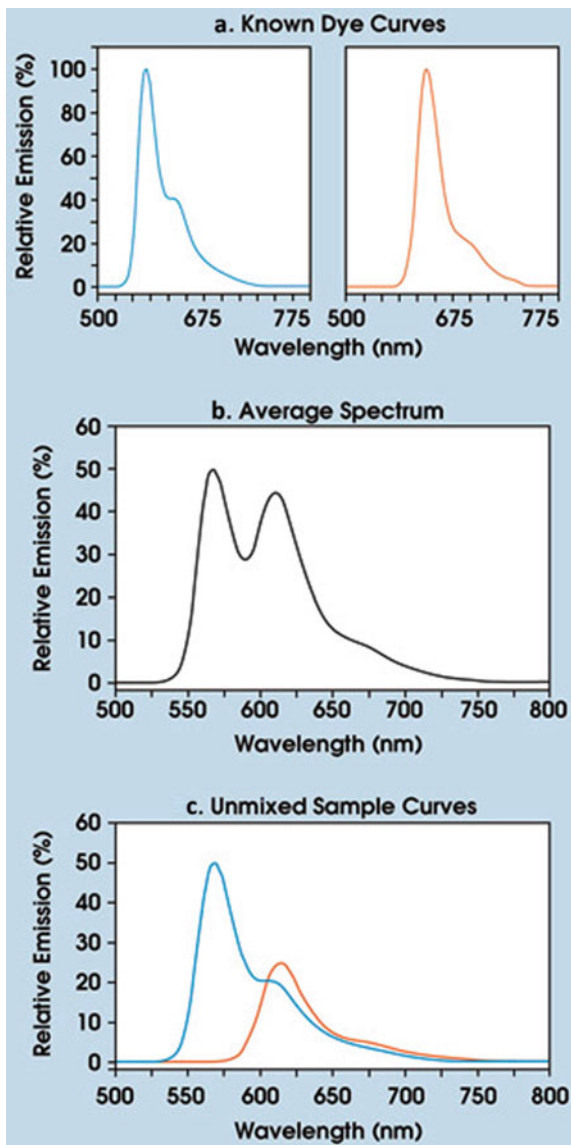 a. Known Dye Curves
Relative Emission (%)
100
80
60
40
20
0
500 675 775 500 675 775
Wavelength (nm) Wavelength (nm)
b. Average Spectrum
Relative Emission (%)
60
50
40
30
20
10
0
500 550 600 650 700 750 800
Wavelength (nm)
c. Unmixed Sample Curves
Relative Emission (%)
60
50
40
30
20
10
0
500 550 600 650 700 750 800
Wavelength (nm)